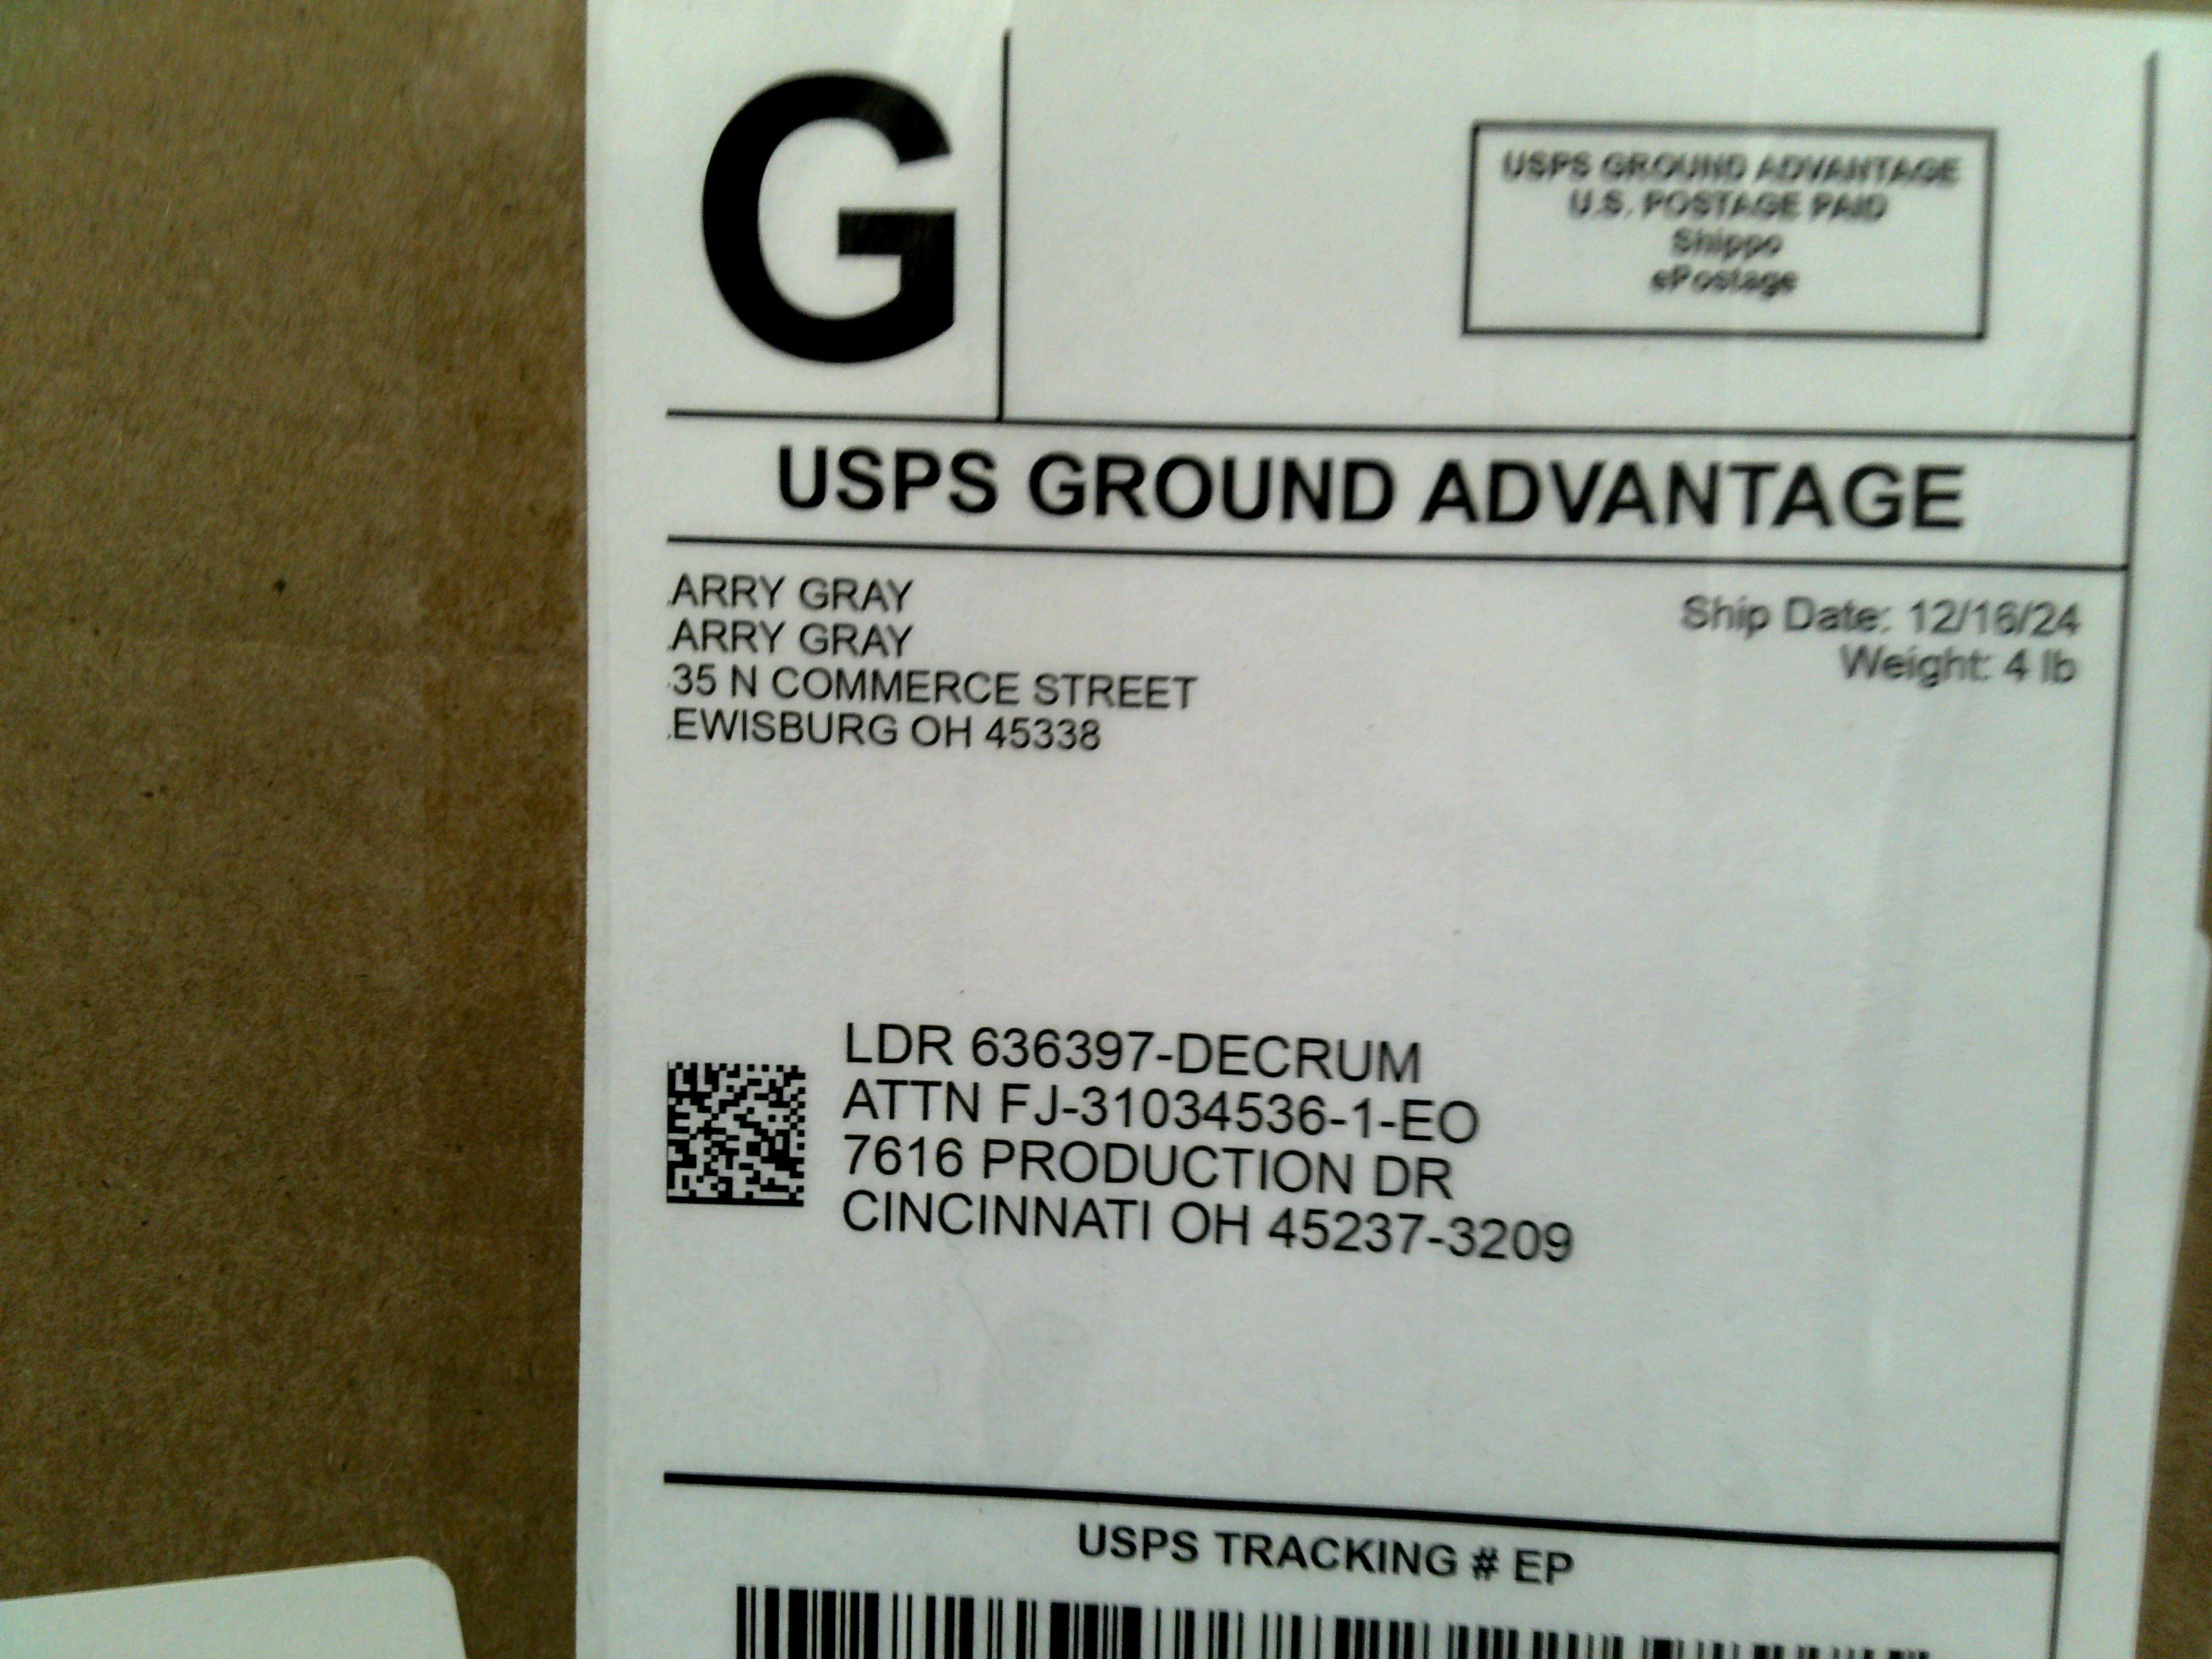 G
USPS GROUND ADVANTAGE
U.S. POSTAGE PAID
Shippo
ePostage
USPS GROUND ADVANTAGE
ARRY GRAY
ARRY GRAY
35 N COMMERCE STREET
EWISBURG OH 45338
Ship Date: 12/16/24
Weight: 4 lb
LDR 636397-DECRUM
ATTN FJ-31034536-1-EO
7616 PRODUCTION DR
CINCINNATI OH 45237-3209
USPS TRACKING # EP